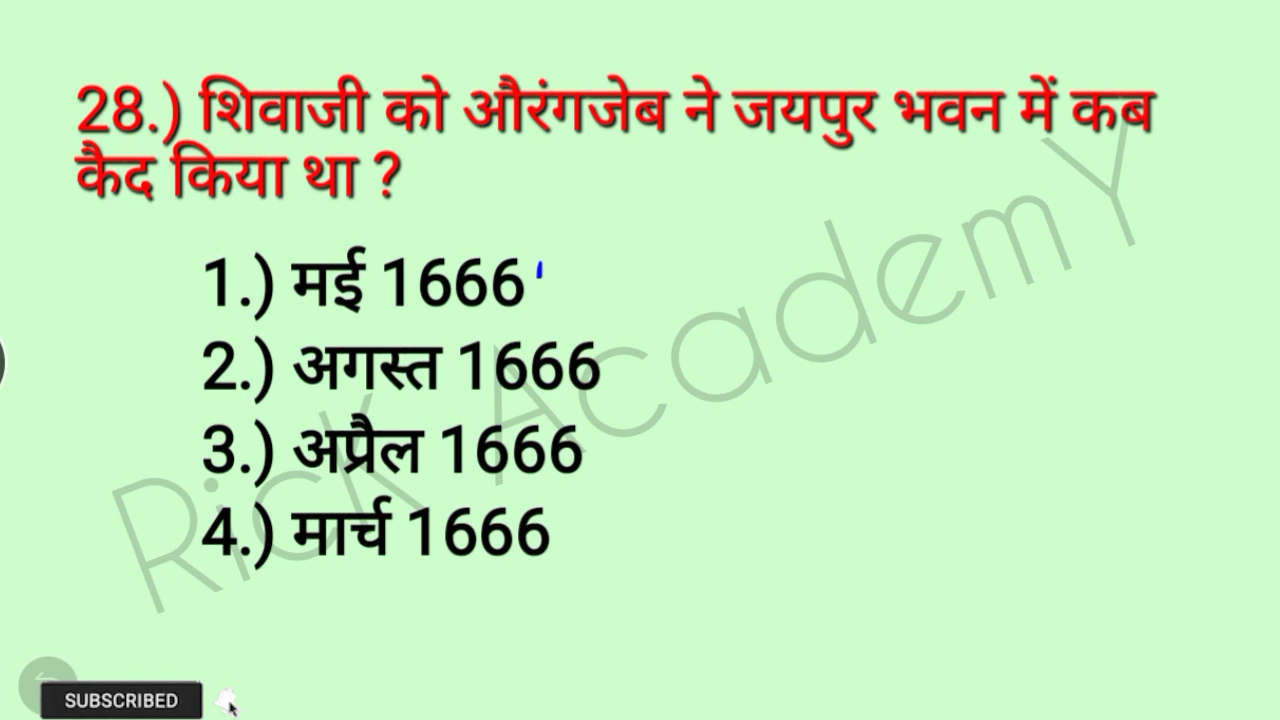 28.) शिवाजी को औरंगजेब ने जयपुर भवन में कब
कैद किया था ?
1.) मई 1666
2.) अगस्त 1666
3.) अप्रैल 1666
4.) मार्च 1666
Rick AcademY
SUBSCRIBED